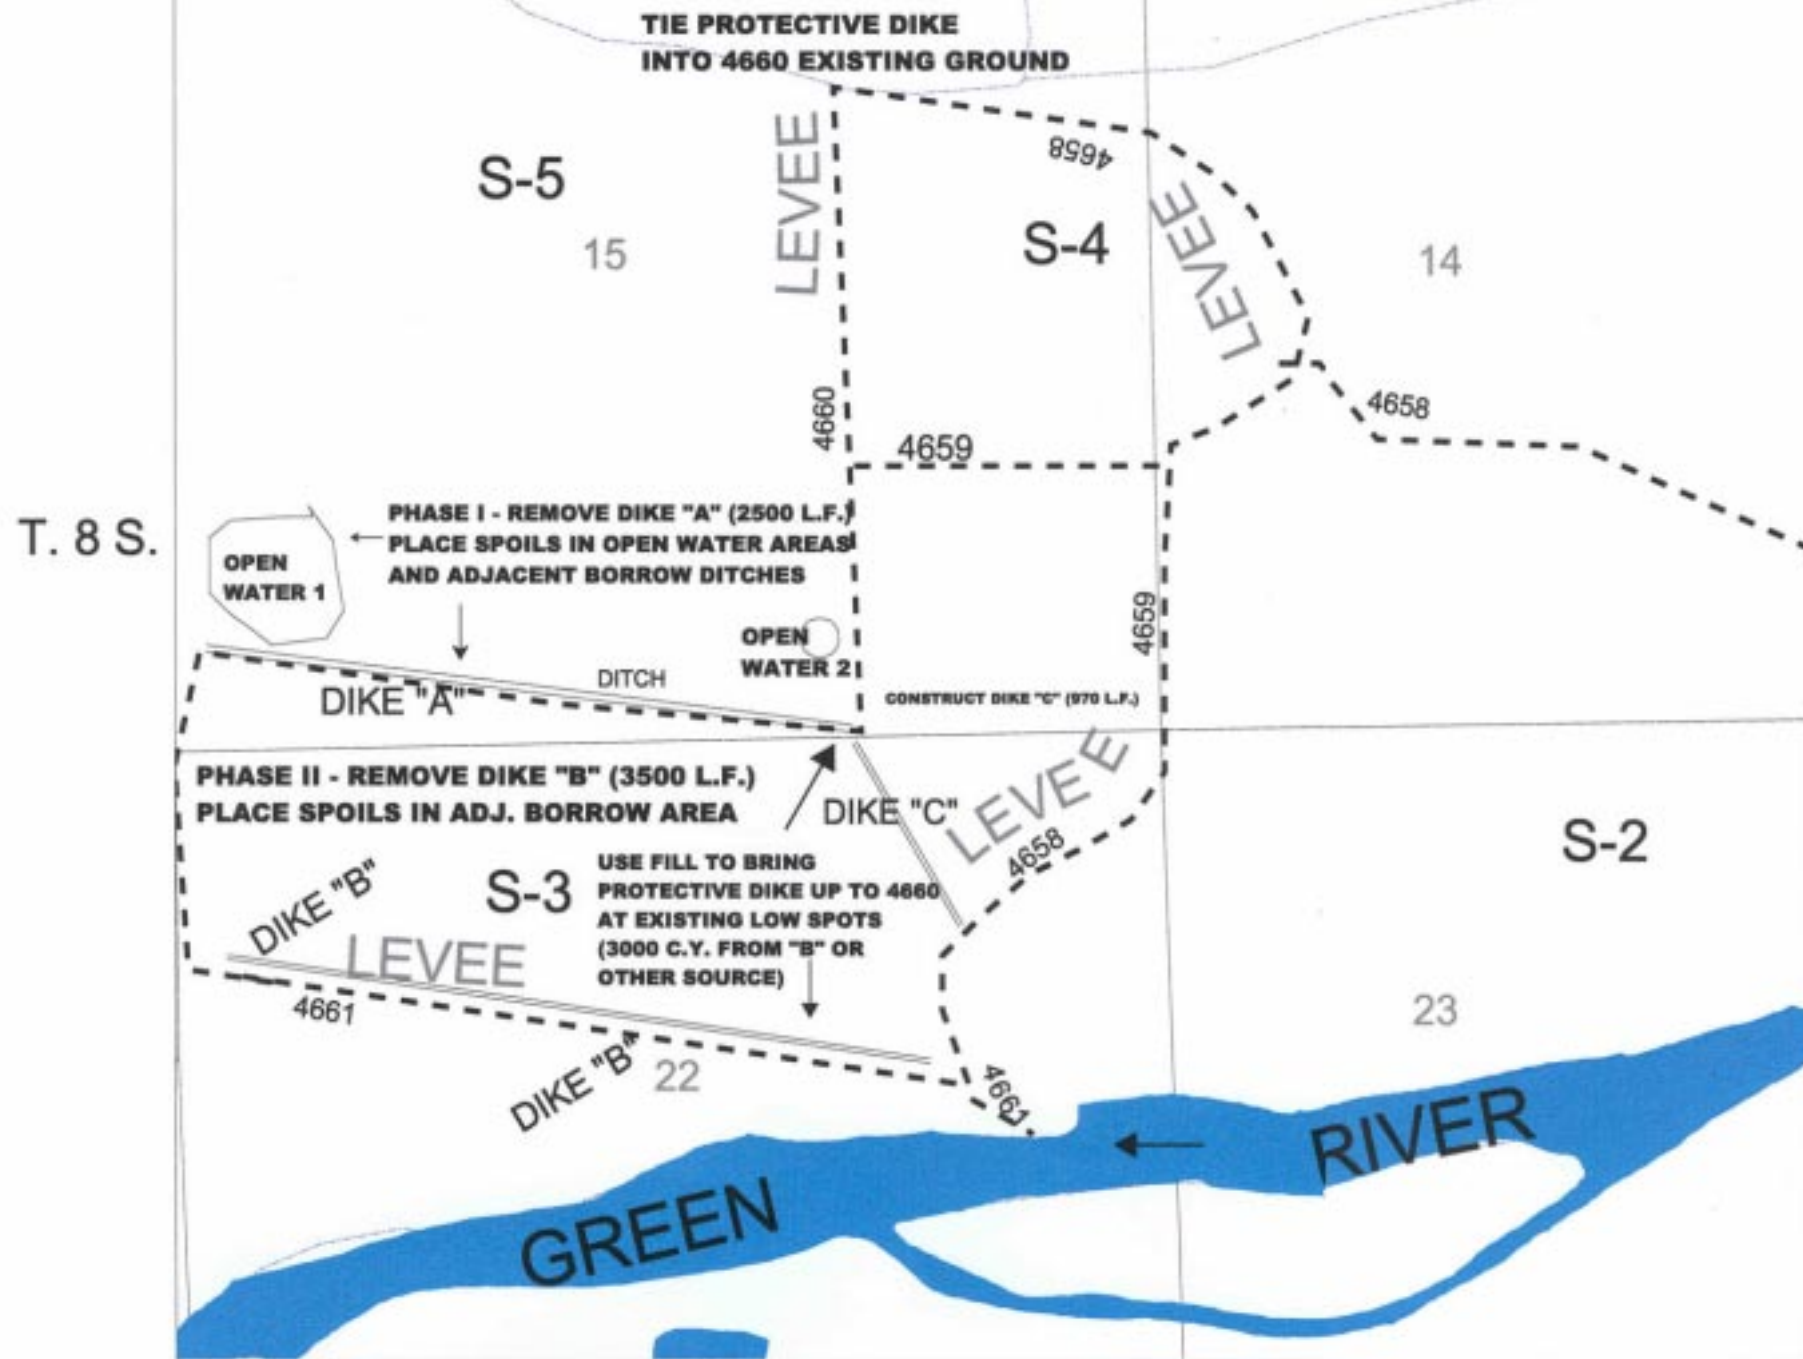 TIE PROTECTIVE DIKE
INTO 4660 EXISTING GROUND
LEVEE
4658
S-5
S-4
LEVEE
15
14
4660
4658
4659
T. 8 S.
PHASE I - REMOVE DIKE "A" (2500 L.F.)
PLACE SPOILS IN OPEN WATER AREAS
AND ADJACENT BORROW DITCHES
OPEN
WATER 1
4659
OPEN
WATER 2
DITCH
DIKE "A"
CONSTRUCT DIKE "C" (970 L.F.)
PHASE II - REMOVE DIKE "B" (3500 L.F.)
PLACE SPOILS IN ADJ. BORROW AREA
DIKE "C"
LEVEE
4658
S-2
USE FILL TO BRING
PROTECTIVE DIKE UP TO 4660
AT EXISTING LOW SPOTS
(3000 C.Y. FROM "B" OR
OTHER SOURCE)
S-3
DIKE "B"
LEVEE
4661
23
DIKE "B"
22
4661
GREEN RIVER